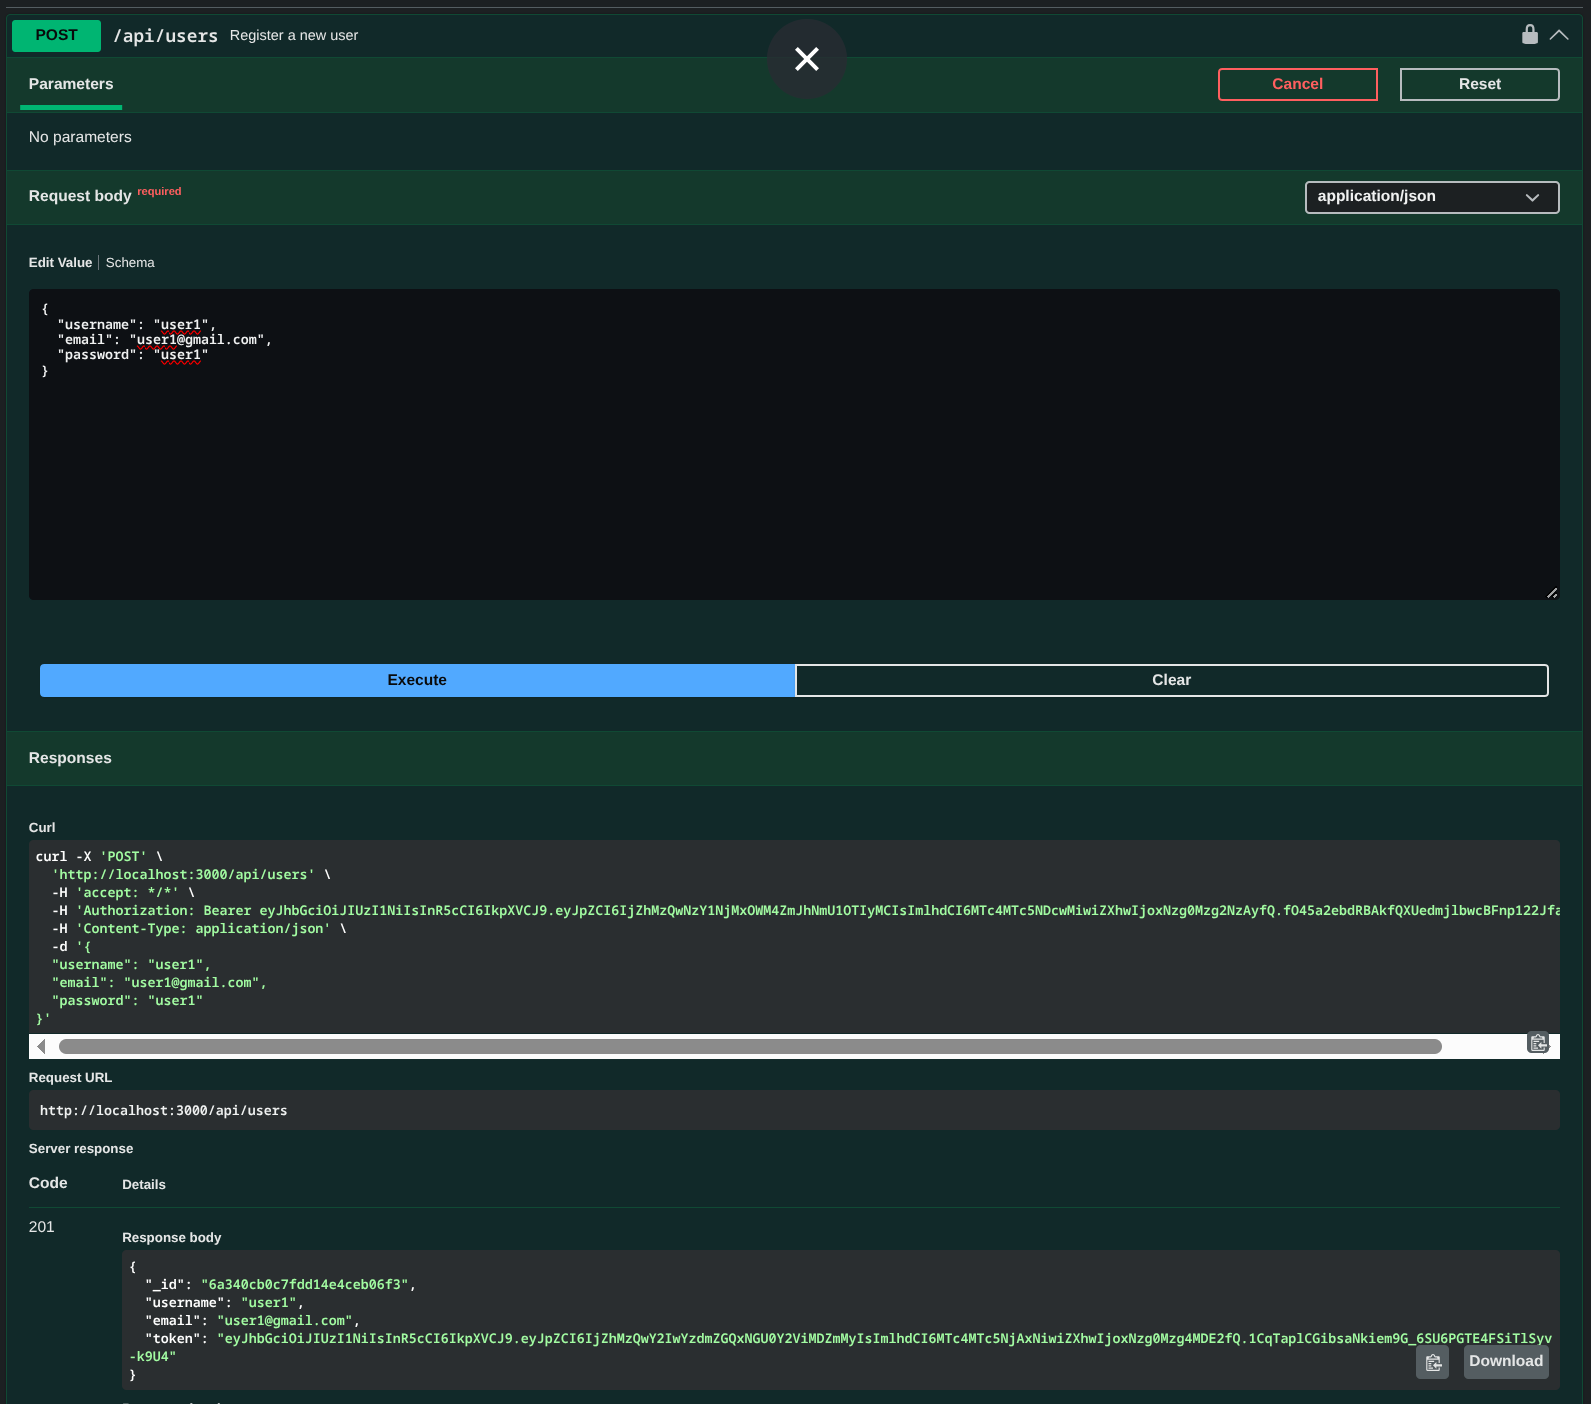 POST /api/users Register a new user
Parameters
Cancel
Reset
No parameters
Request body required
application/json
Edit Value | Schema
{
  "username": "user1",
  "email": "user1@gmail.com",
  "password": "user1"
}
Execute
Clear
Responses
Curl
curl -X 'POST' \
  'http://localhost:3000/api/users' \
  -H 'accept: */*' \
  -H 'Authorization: Bearer eyJhbGciOiJIUzI1NiIsInR5cCI6IkpXVCJ9.eyJpZCI6IjZhMzQwNzY1NjMxOWM4ZmJhNmU1OTIyMCIsImlhdCI6MTc4MTc5NDcwMiwiZXhwIjoxNzg0Mzg2NzAyfQ.fO45a2ebdRBAkfQXUedmjlbwcBFnp122Jfa
  -H 'Content-Type: application/json' \
  -d '{
  "username": "user1",
  "email": "user1@gmail.com",
  "password": "user1"
}'
Request URL
http://localhost:3000/api/users
Server response
Code
Details
201
Response body
{
  "_id": "6a340cb0c7fdd14e4ceb06f3",
  "username": "user1",
  "email": "user1@gmail.com",
  "token": "eyJhbGciOiJIUzI1NiIsInR5cCI6IkpXVCJ9.eyJpZCI6IjZhMzQwY2IwYzdmZGQxNGU0Y2ViMDZmMyIsImlhdCI6MTc4MTc5NjAxNiwiZXhwIjoxNzg0Mzg4MDE2fQ.1CqTaplCGibsaNkiem9G_6SU6PGTE4FSiTlSyv
-k9U4"
}
Download